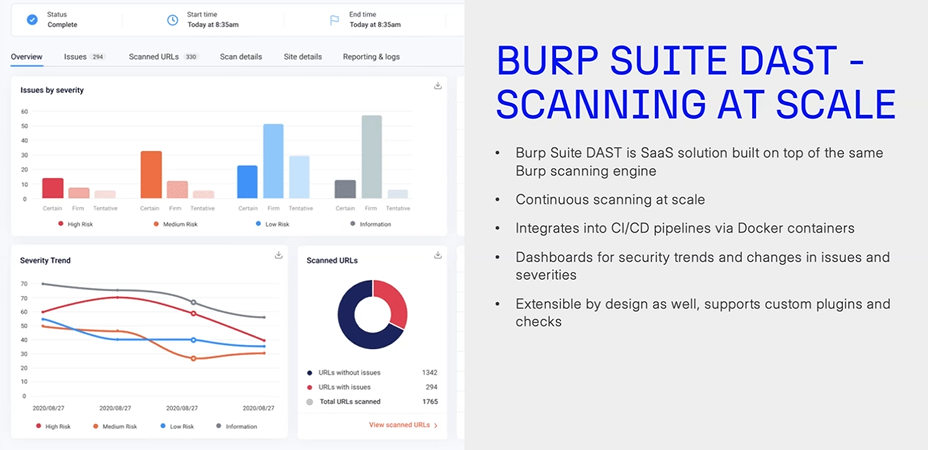 Status
Complete
Start time
Today at 8:35am
End time
Today at 8:35am
Overview
Issues 294
Scanned URLs 330
Scan details
Site details
Reporting & logs
Issues by severity
60
50
40
30
20
10
0
Certain Firm Tentative
Certain Firm Tentative
Certain Firm Tentative
Certain Firm Tentative
High Risk
Medium Risk
Low Risk
Information
Severity Trend
70
70
60
50
40
30
20
10
0
2020/08/27 2020/08/27 2020/08/27 2020/08/27
High Risk Medium Risk Low Risk Information
Scanned URLs
URLs without issues 1342
URLs with issues 294
Total URLs scanned 1765
View scanned URLs >
BURP SUITE DAST -
SCANNING AT SCALE
• Burp Suite DAST is SaaS solution built on top of the same
Burp scanning engine
• Continuous scanning at scale
• Integrates into CI/CD pipelines via Docker containers
• Dashboards for security trends and changes in issues and
severities
• Extensible by design as well, supports custom plugins and
checks